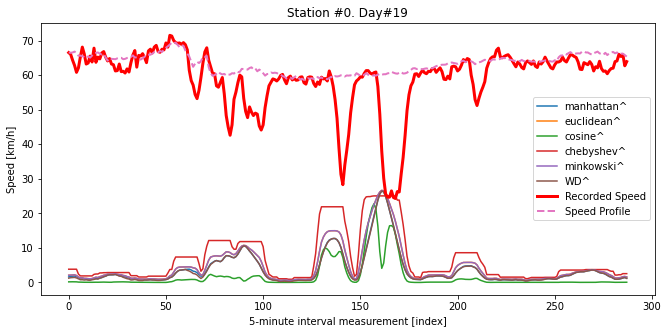 Station #0. Day#19
Speed [km/h]
70
60
50
40
30
20
10
0
manhattan^
euclidean^
cosine^
chebyshev^
minkowski^
WD^
Recorded Speed
Speed Profile
0 50 100 150 200 250 300
5-minute interval measurement [index]